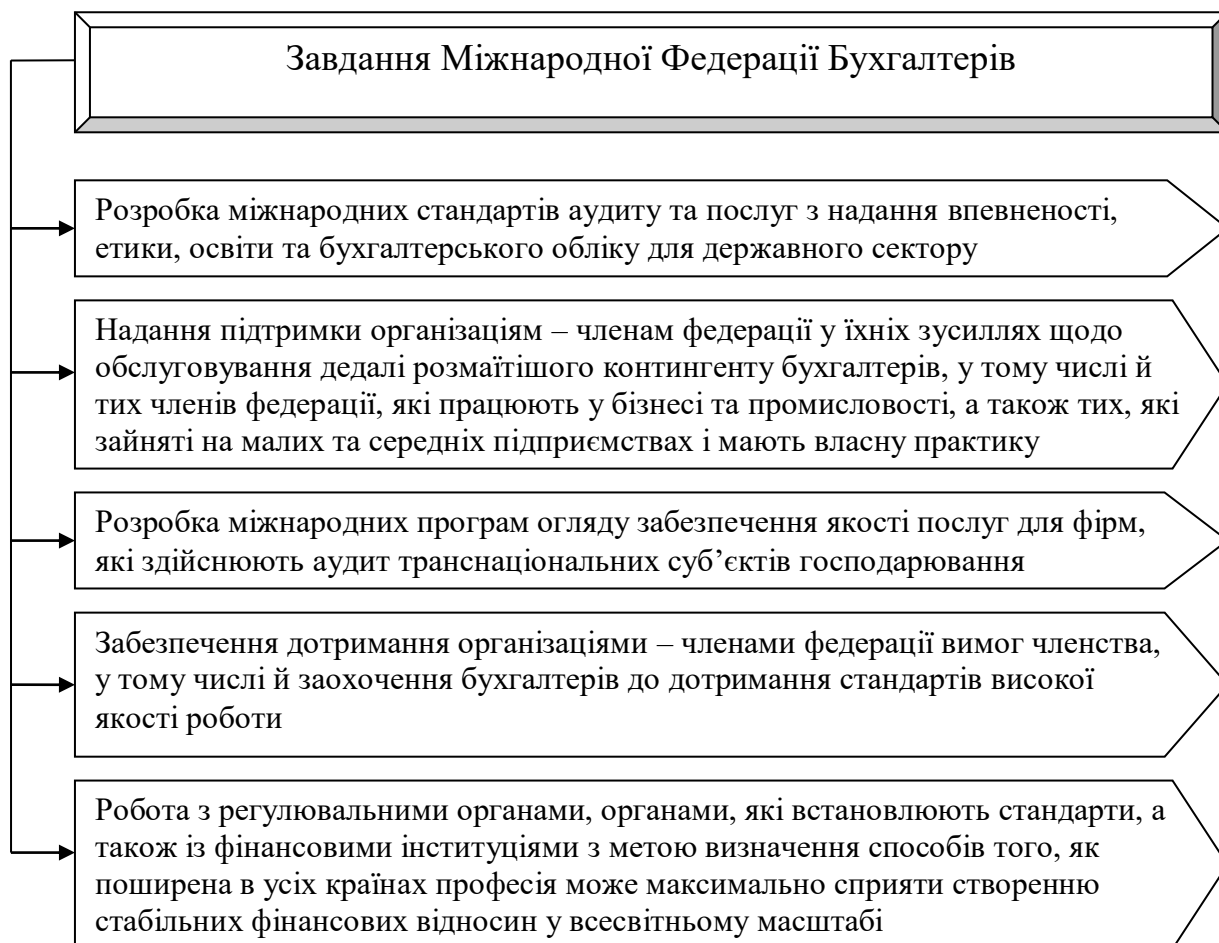 Завдання Міжнародної Федерації Бухгалтерів
Розробка міжнародних стандартів аудиту та послуг з надання впевненості,
етики, освіти та бухгалтерського обліку для державного сектору
Надання підтримки організаціям – членам федерації у їхніх зусиллях щодо
обслуговування дедалі розмаїтішого контингенту бухгалтерів, у тому числі й
тих членів федерації, які працюють у бізнесі та промисловості, а також тих, які
зайняті на малих та середніх підприємствах і мають власну практику
Розробка міжнародних програм огляду забезпечення якості послуг для фірм,
які здійснюють аудит транснаціональних суб’єктів господарювання
Забезпечення дотримання організаціями – членами федерації вимог членства,
у тому числі й заохочення бухгалтерів до дотримання стандартів високої
якості роботи
Робота з регулювальними органами, органами, які встановлюють стандарти, а
також із фінансовими інституціями з метою визначення способів того, як
поширена в усіх країнах професія може максимально сприяти створенню
стабільних фінансових відносин у всесвітньому масштабі